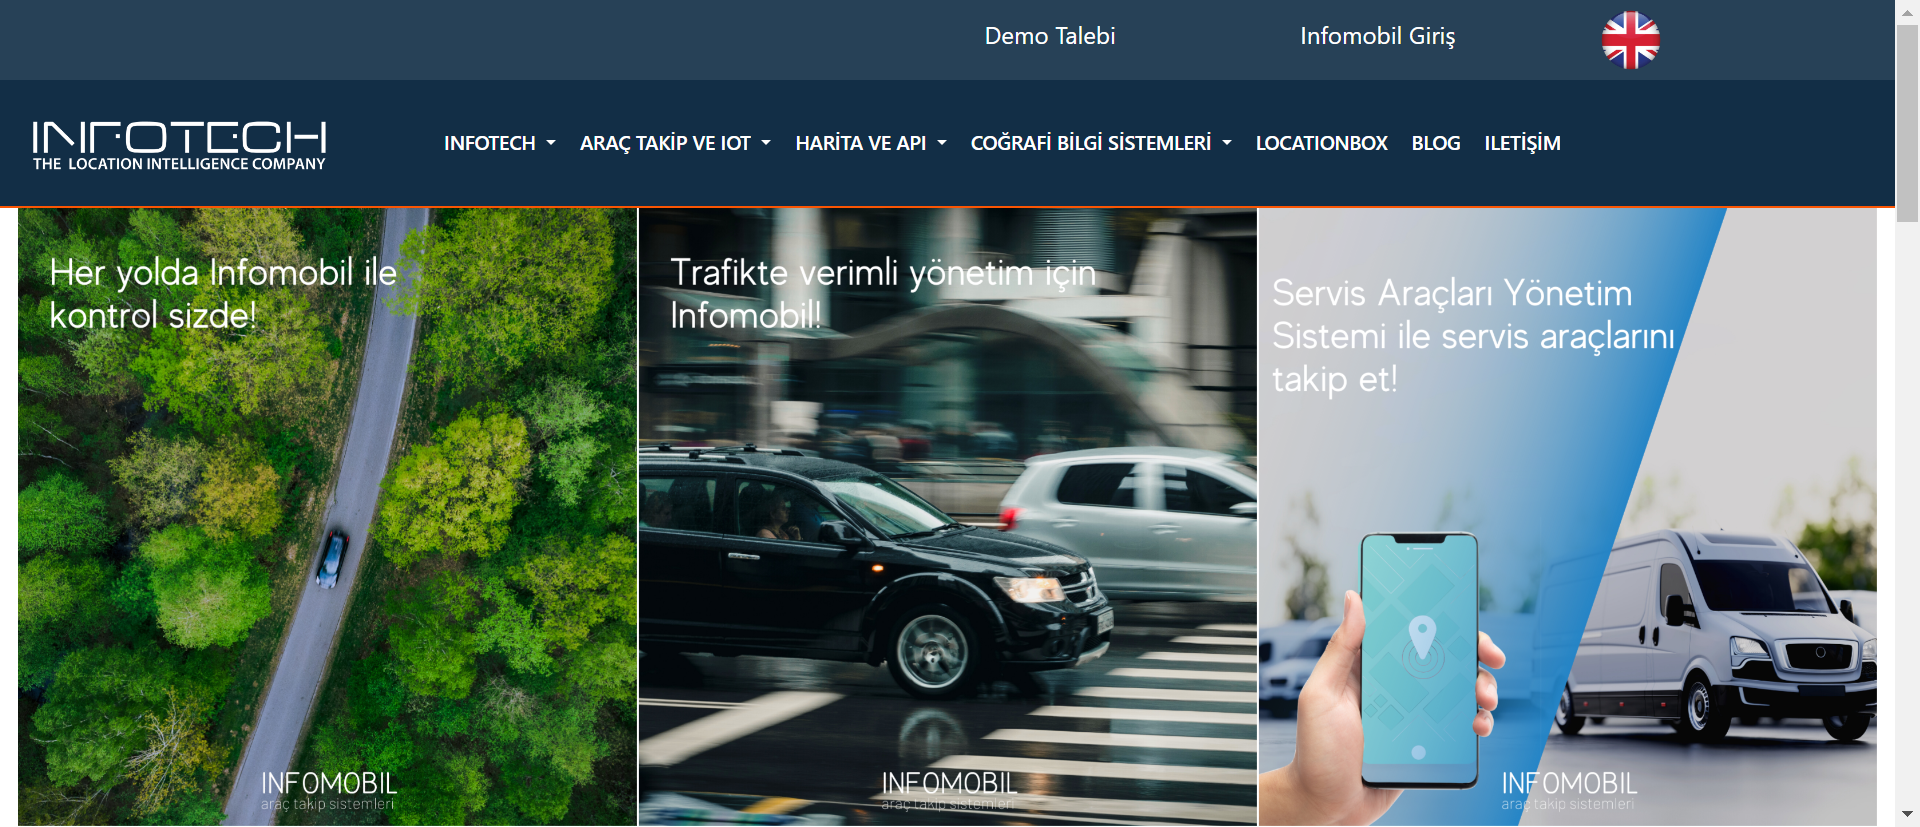 Demo Talebi
Infomobil Giriş
INFOTECH
THE LOCATION INTELLIGENCE COMPANY
INFOTECH
ARAÇ TAKİP VE IOT
HARİTA VE API
COĞRAFİ BİLGİ SİSTEMLERİ
LOCATIONBOX
BLOG
ILETİŞİM
Her yolda Infomobil ile
kontrol sizde!
INFOMOBIL
araç takip sistemleri
Trafikte verimli yönetim için
Infomobil!
INFOMOBIL
araç takip sistemleri
Servis Araçları Yönetim
Sistemi ile servis araçlarını
takip et!
INFOMOBIL
araç takip sistemleri